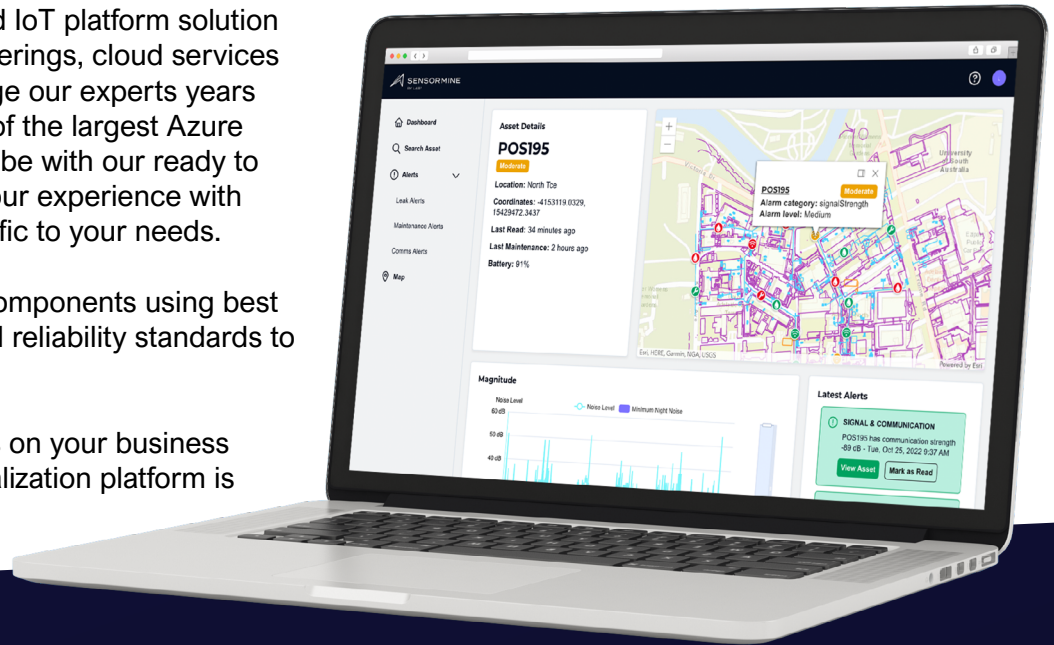 d IoT platform solution
erings, cloud services
ge our experts years
of the largest Azure
be with our ready to
our experience with
fic to your needs.
omponents using best
d reliability standards to
s on your business
alization platform is
SENSORMINE
Dashboard
Search Asset
Alerts
Leak Alerts
Maintenance Alerts
Comms Alerts
Map
Asset Details
POS195
Moderate
Location: North Tce
Coordinates: -4153119.0329,
15429472.3437
Last Read: 34 minutes ago
Last Maintenance: 2 hours ago
Battery: 91%
+
−
University
of South
Australia
POS195
Moderate
Alarm category: signalStrength
Alarm level: Medium
Esri, HERE, Garmin, NGA, USGS
Powered by Esri
Magnitude
Noise Level
Noise Level
Minimum Night Noise
60 dB
50 dB
40 dB
Latest Alerts
SIGNAL & COMMUNICATION
POS195 has communication strength
-89 dB - Tue, Oct 25, 2022 9:37 AM
View Asset
Mark as Read